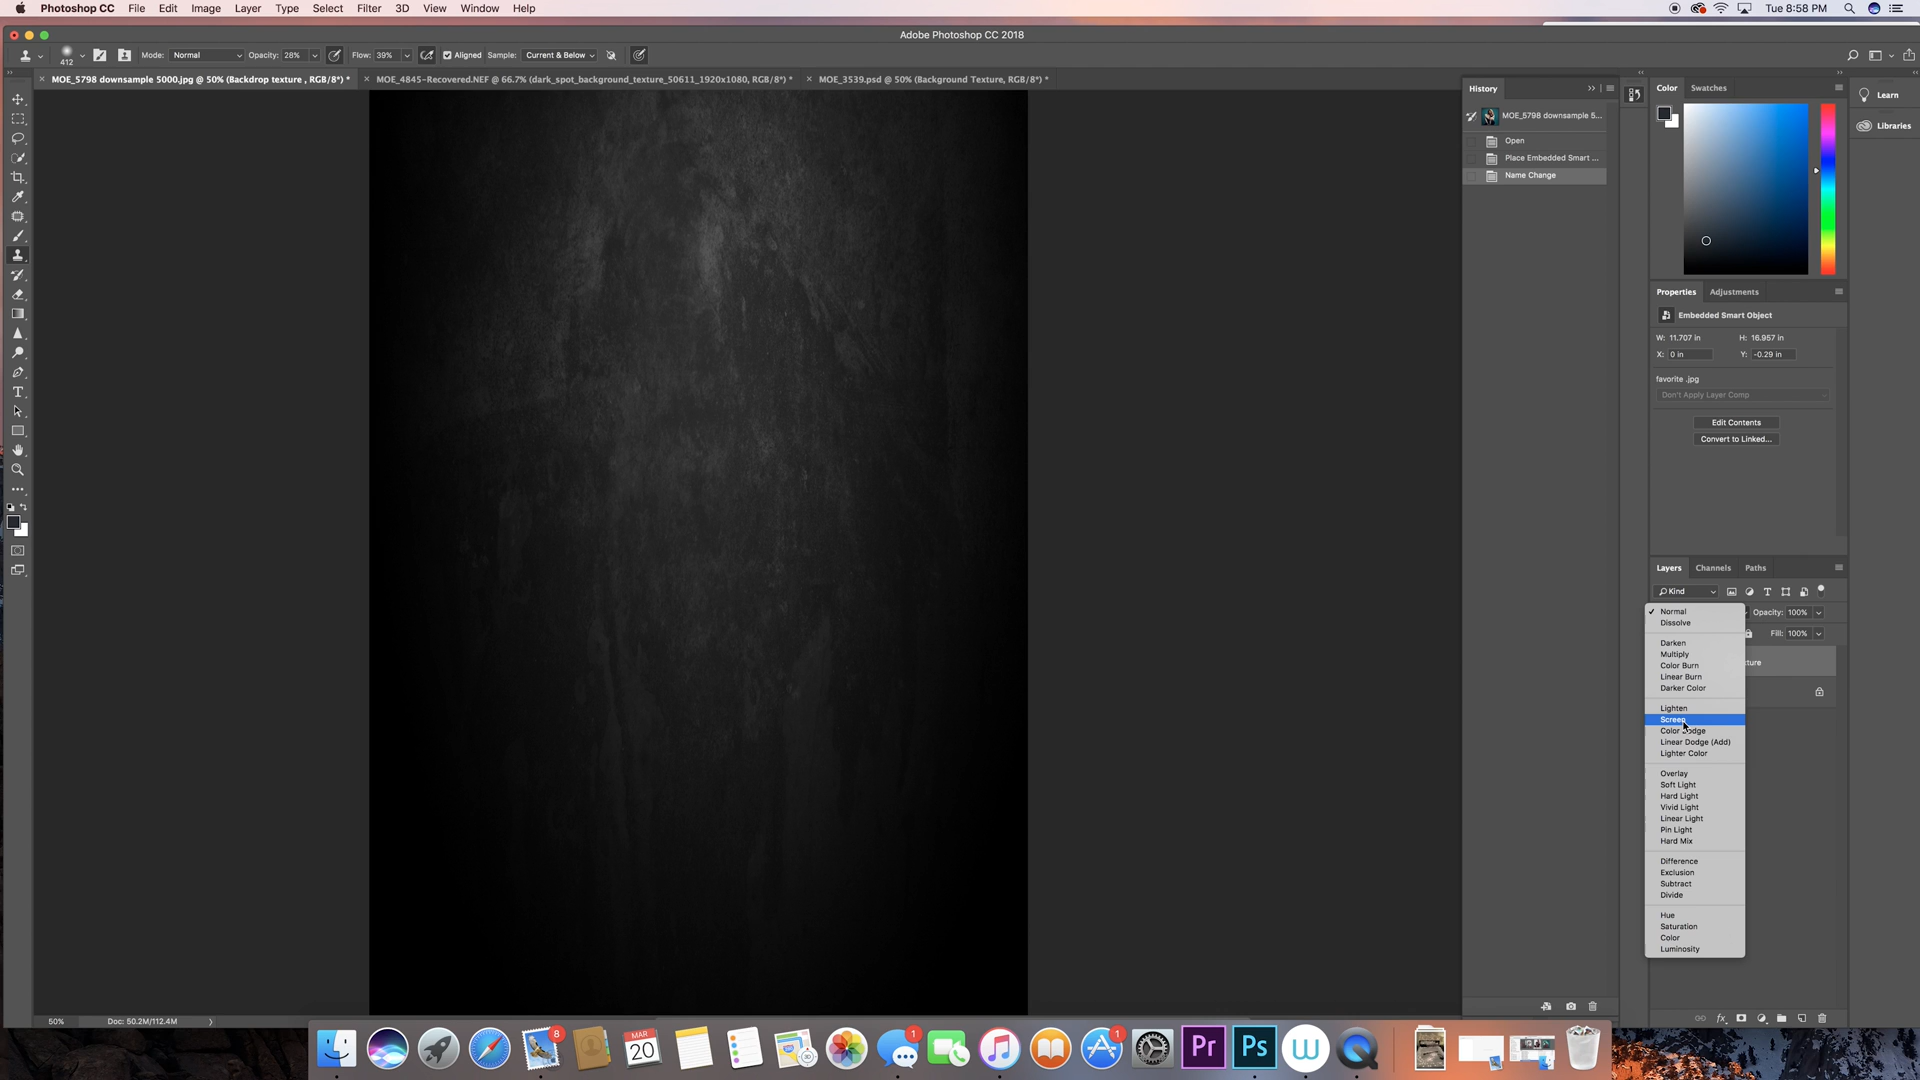 Photoshop CC File Edit Image Layer Type Select Filter 3D View Window Help Tue 8:58 PM
Adobe Photoshop CC 2018
412 Mode: Normal Opacity: 28% Flow: 39% Aligned Sample: Current & Below
MOE_5798 downsample 5000.jpg @ 50% (Backdrop texture , RGB/8*) * MOE_4845-Recovered.NEF @ 66.7% (dark_spot_background_texture_50611_1920x1080, RGB/8*) * MOE_3539.psd @ 50% (Background Texture, RGB/8*) *
History
MOE_5798 downsample 5...
Open
Place Embedded Smart ...
Name Change
Color Swatches
Learn
Libraries
Properties Adjustments
Embedded Smart Object
W: 11.707 in H: 16.957 in
X: 0 in Y: -0.29 in
favorite .jpg
Don't Apply Layer Comp
Edit Contents
Convert to Linked...
Layers Channels Paths
Kind
Opacity: 100%
Fill: 100%
xture
Normal
Dissolve
Darken
Multiply
Color Burn
Linear Burn
Darker Color
Lighten
Screen
Color Dodge
Linear Dodge (Add)
Lighter Color
Overlay
Soft Light
Hard Light
Vivid Light
Linear Light
Pin Light
Hard Mix
Difference
Exclusion
Subtract
Divide
Hue
Saturation
Color
Luminosity
50% Doc: 50.2M/112.4M
8
MAR
20
1
1
Pr
Ps